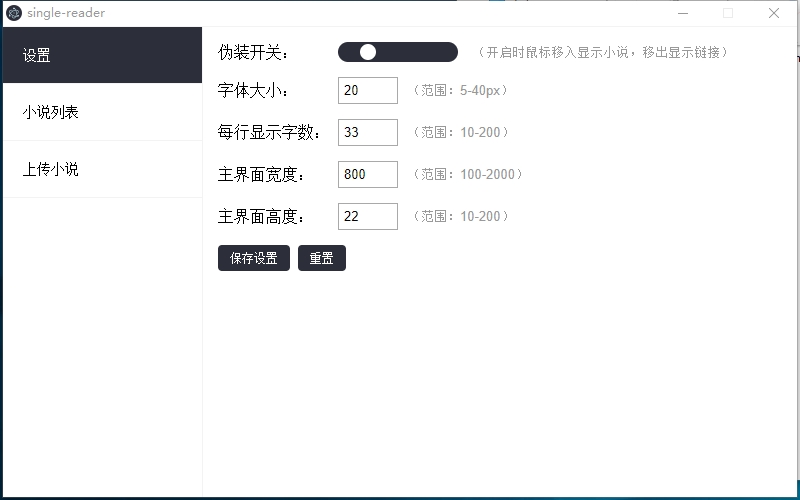 single-reader
设置
小说列表
上传小说
伪装开关： （开启时鼠标移入显示小说，移出显示链接）
字体大小： 20 （范围：5-40px）
每行显示字数： 33 （范围：10-200）
主界面宽度： 800 （范围：100-2000）
主界面高度： 22 （范围：10-200）
保存设置 重置